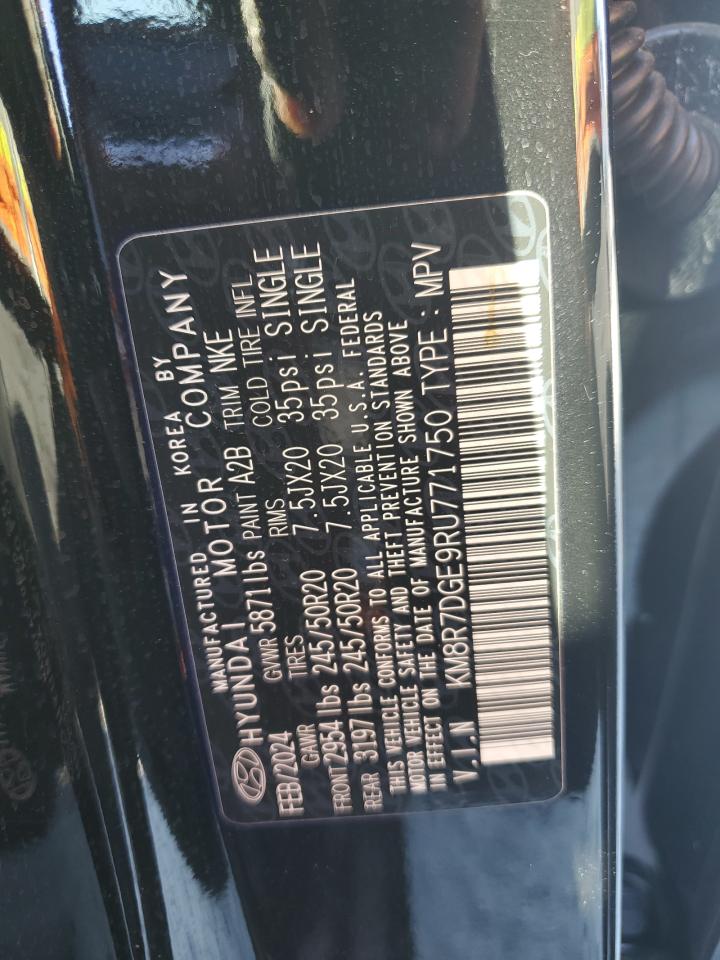 MANUFACTURED IN KOREA BY
HYUNDAI MOTOR COMPANY
FEB/2024 GVWR 5871lbs PAINT A2B TRIM NKE
GAWR TIRES RIMS COLD TIRE INFL
FRONT 2954lbs 245/50R20 7.5JX20 35psi SINGLE
REAR 3197lbs 245/50R20 7.5JX20 35psi SINGLE
THIS VEHICLE CONFORMS TO ALL APPLICABLE U.S.A. FEDERAL
MOTOR VEHICLE SAFETY AND THEFT PREVENTION STANDARDS
IN EFFECT ON THE DATE OF MANUFACTURE SHOWN ABOVE
V.I.N KM8R7DGE9RU771750 TYPE : MPV